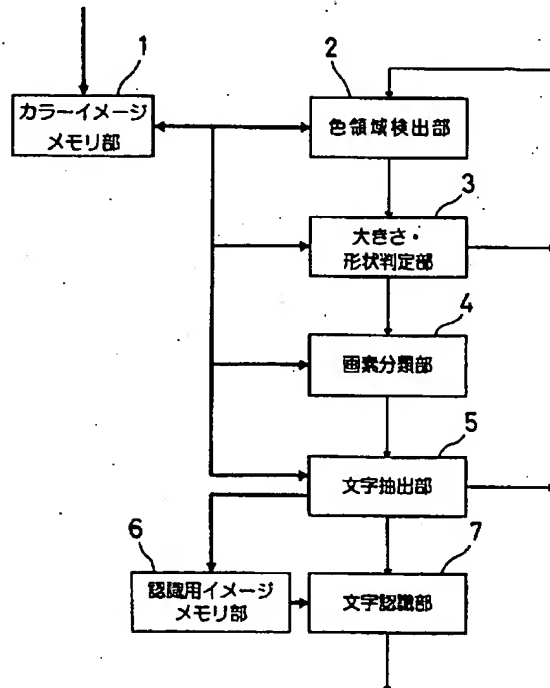 1
カラーイメージ
メモリ部
2
色領域検出部
3
大きさ・
形状判定部
4
画素分類部
5
文字抽出部
6
認識用イメージ
メモリ部
7
文字認識部